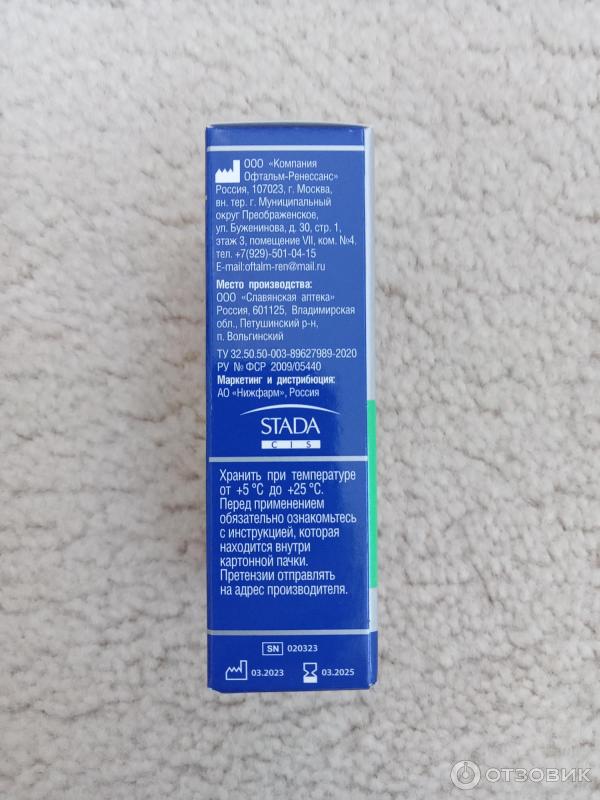 ООО «Компания
Офтальм-Ренессанс»
Россия, 107023, г. Москва,
вн. тер. г. Муниципальный
округ Преображенское,
ул. Буженинова, д. 30, стр. 1,
этаж 3, помещение VII, ком. №4.
тел. +7(929)-501-04-15
E-mail:oftalm-ren@mail.ru
Место производства:
ООО «Славянская аптека»
Россия, 601125, Владимирская
обл., Петушинский р-н,
п. Вольгинский
ТУ 32.50.50-003-89627989-2020
РУ № ФСР 2009/05440
Маркетинг и дистрибюция:
АО «Нижфарм», Россия
STADA
CIS
Хранить при температуре
от +5 °C до +25 °C.
Перед применением
обязательно ознакомьтесь
с инструкцией, которая
находится внутри
картонной пачки.
Претензии отправлять
на адрес производителя.
SN 020323
03.2023 03.2025
ОТЗОВИК